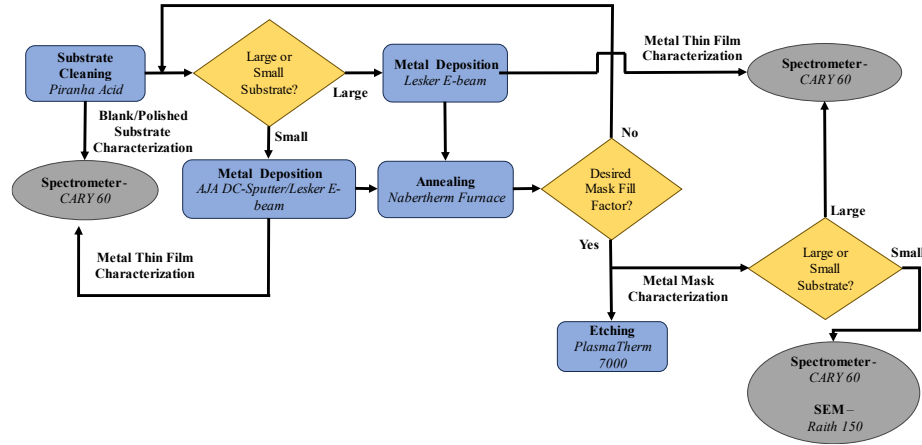 Substrate
Cleaning
Piranha Acid
Large or
Small
Substrate?
Large
Metal Deposition
Lesker E-beam
Metal Thin Film
Characterization
Spectrometer-
CARY 60
Blank/Polished
Substrate
Characterization
Small
No
Spectrometer-
CARY 60
Metal Deposition
AJA DC-Sputter/Lesker E-
beam
Annealing
Nabertherm Furnace
Desired
Mask Fill
Factor?
Large
Yes
Small
Metal Thin Film
Characterization
Metal Mask
Characterization
Large or
Small
Substrate?
Etching
PlasmaTherm
7000
Spectrometer-
CARY 60
SEM –
Raith 150